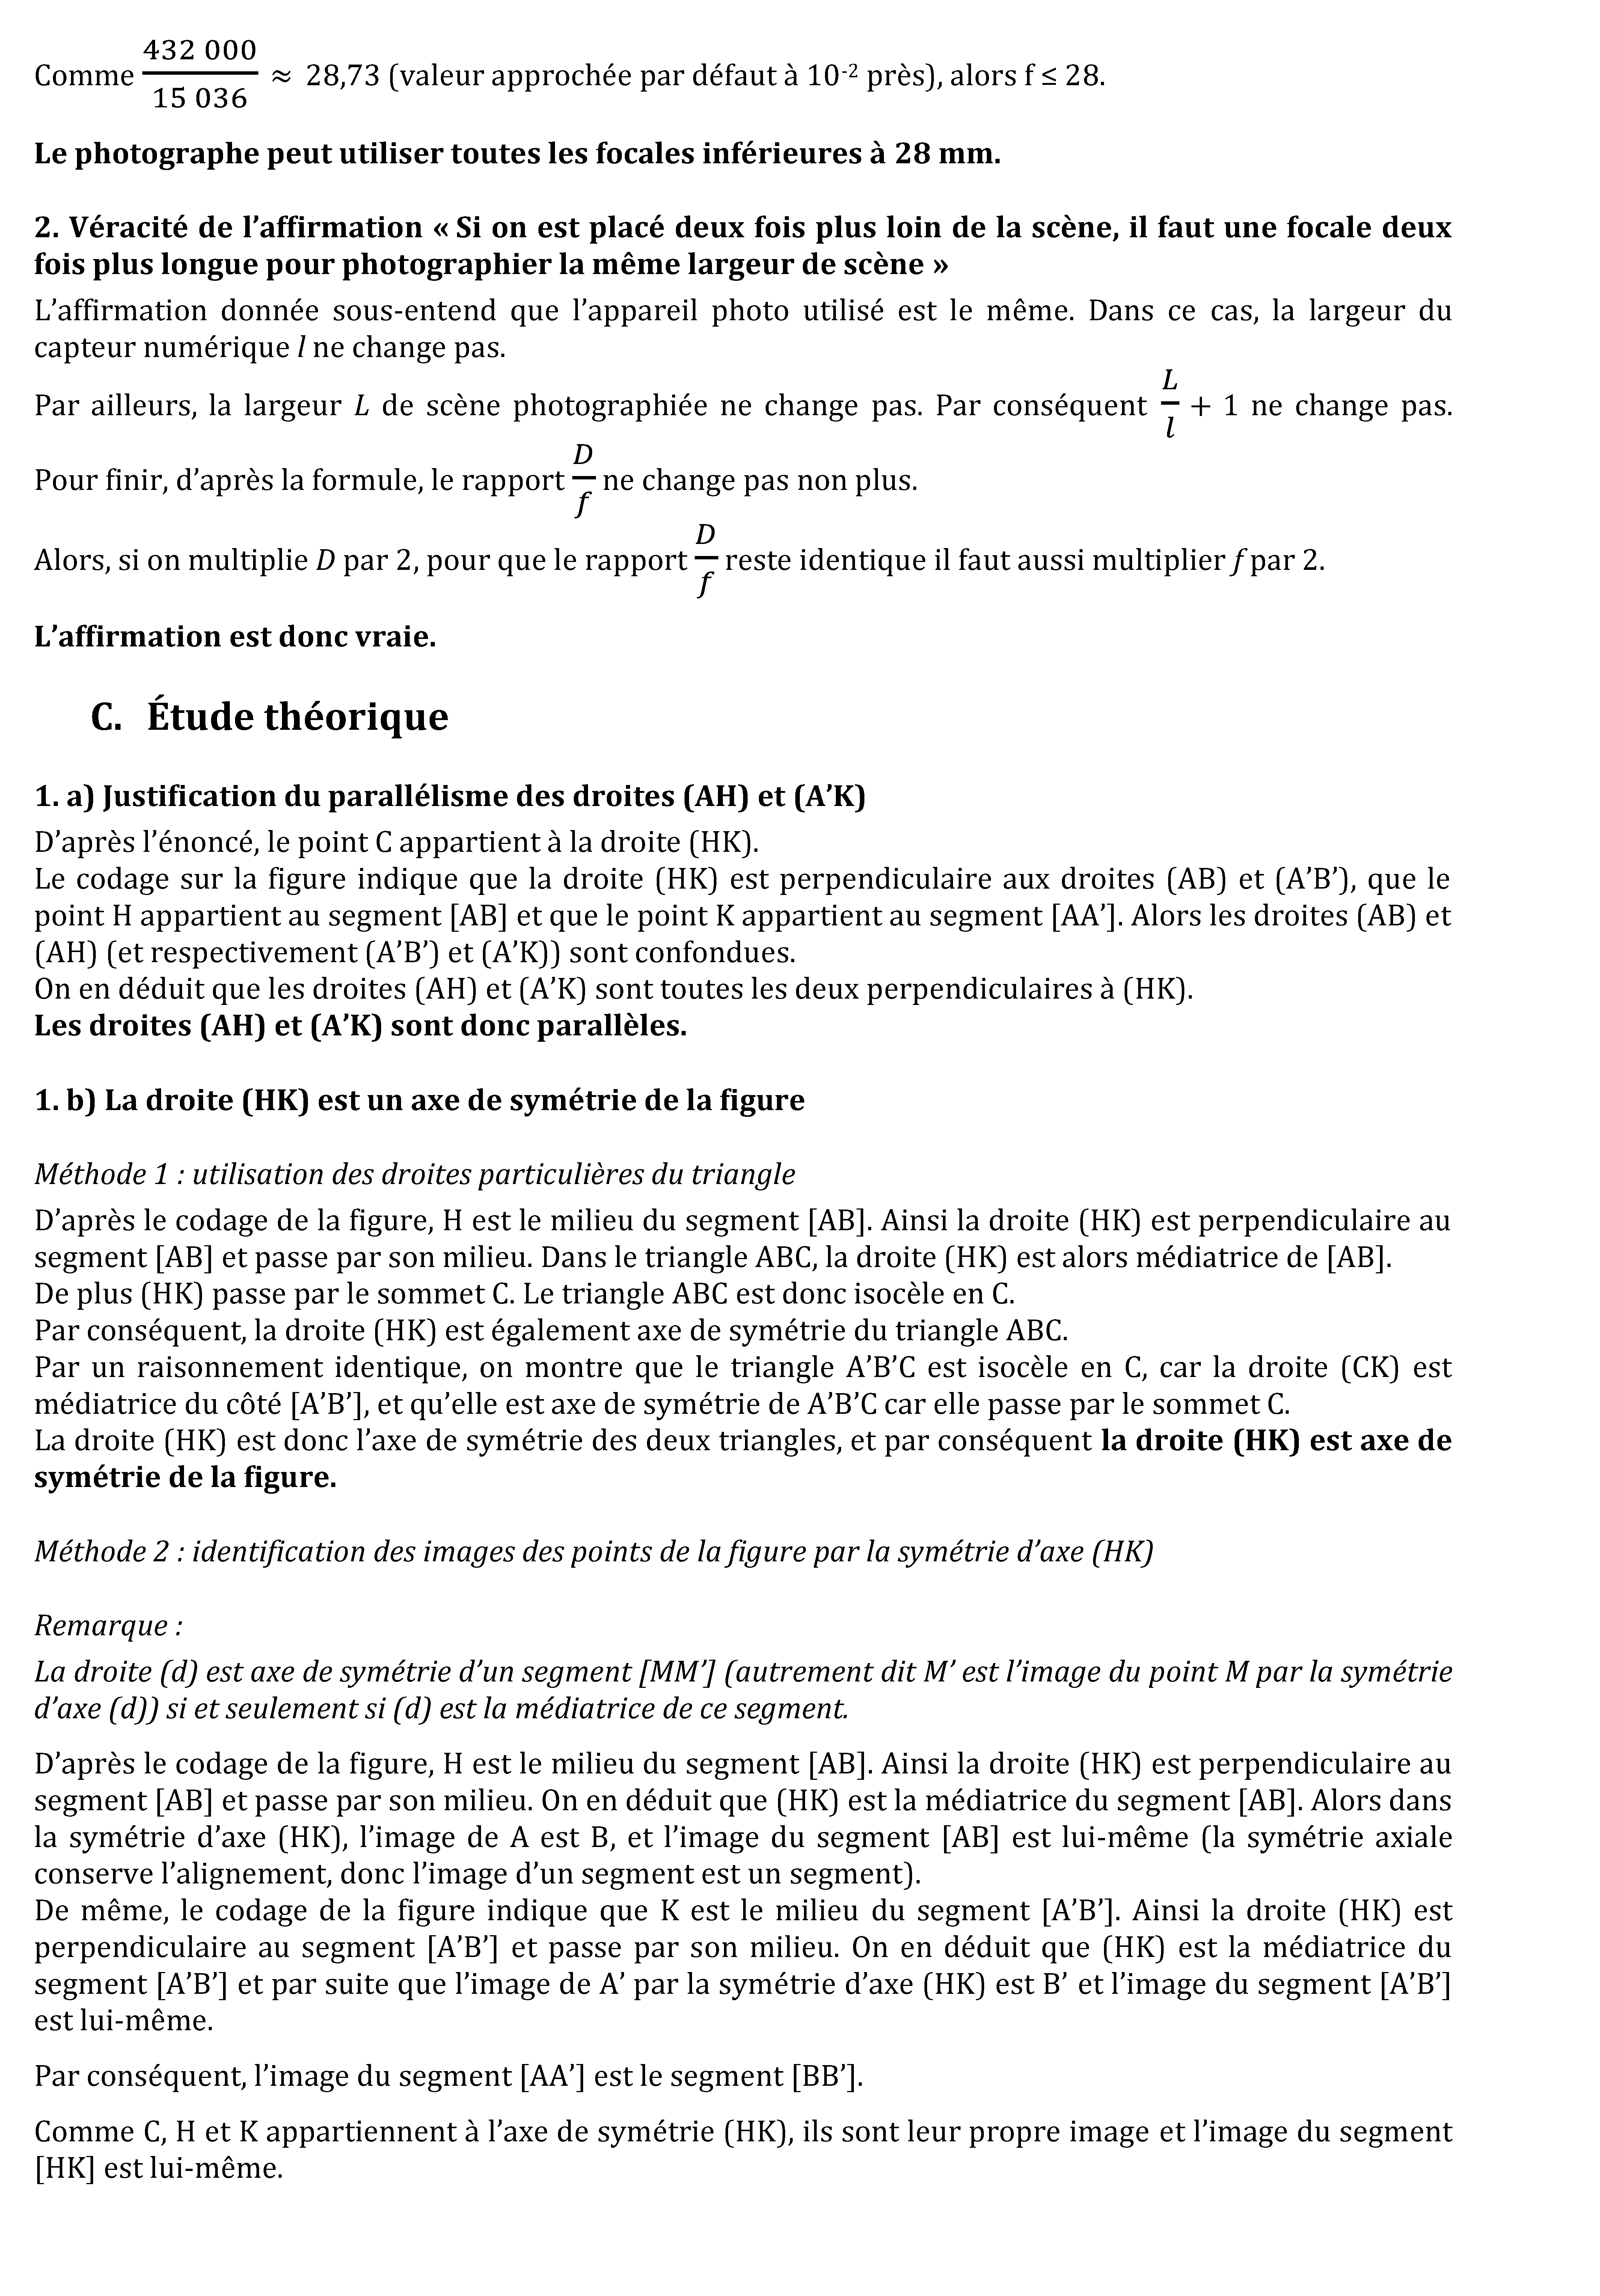 Comme 432 000 / 15 036 ≈ 28,73 (valeur approchée par défaut à 10⁻² près), alors f ≤ 28.
Le photographe peut utiliser toutes les focales inférieures à 28 mm.
2. Véracité de l’affirmation « Si on est placé deux fois plus loin de la scène, il faut une focale deux
fois plus longue pour photographier la même largeur de scène »
L’affirmation donnée sous-entend que l’appareil photo utilisé est le même. Dans ce cas, la largeur du
capteur numérique l ne change pas.
Par ailleurs, la largeur L de scène photographiée ne change pas. Par conséquent L / l + 1 ne change pas.
Pour finir, d’après la formule, le rapport D / f ne change pas non plus.
Alors, si on multiplie D par 2, pour que le rapport D / f reste identique il faut aussi multiplier f par 2.
L’affirmation est donc vraie.
C. Étude théorique
1. a) Justification du parallélisme des droites (AH) et (A’K)
D’après l’énoncé, le point C appartient à la droite (HK).
Le codage sur la figure indique que la droite (HK) est perpendiculaire aux droites (AB) et (A’B’), que le
point H appartient au segment [AB] et que le point K appartient au segment [AA’]. Alors les droites (AB) et
(AH) (et respectivement (A’B’) et (A’K)) sont confondues.
On en déduit que les droites (AH) et (A’K) sont toutes les deux perpendiculaires à (HK).
Les droites (AH) et (A’K) sont donc parallèles.
1. b) La droite (HK) est un axe de symétrie de la figure
Méthode 1 : utilisation des droites particulières du triangle
D’après le codage de la figure, H est le milieu du segment [AB]. Ainsi la droite (HK) est perpendiculaire au
segment [AB] et passe par son milieu. Dans le triangle ABC, la droite (HK) est alors médiatrice de [AB].
De plus (HK) passe par le sommet C. Le triangle ABC est donc isocèle en C.
Par conséquent, la droite (HK) est également axe de symétrie du triangle ABC.
Par un raisonnement identique, on montre que le triangle A’B’C est isocèle en C, car la droite (CK) est
médiatrice du côté [A’B’], et qu’elle est axe de symétrie de A’B’C car elle passe par le sommet C.
La droite (HK) est donc l’axe de symétrie des deux triangles, et par conséquent la droite (HK) est axe de
symétrie de la figure.
Méthode 2 : identification des images des points de la figure par la symétrie d’axe (HK)
Remarque :
La droite (d) est axe de symétrie d’un segment [MM’] (autrement dit M’ est l’image du point M par la symétrie
d’axe (d)) si et seulement si (d) est la médiatrice de ce segment.
D’après le codage de la figure, H est le milieu du segment [AB]. Ainsi la droite (HK) est perpendiculaire au
segment [AB] et passe par son milieu. On en déduit que (HK) est la médiatrice du segment [AB]. Alors dans
la symétrie d’axe (HK), l’image de A est B, et l’image du segment [AB] est lui-même (la symétrie axiale
conserve l’alignement, donc l’image d’un segment est un segment).
De même, le codage de la figure indique que K est le milieu du segment [A’B’]. Ainsi la droite (HK) est
perpendiculaire au segment [A’B’] et passe par son milieu. On en déduit que (HK) est la médiatrice du
segment [A’B’] et par suite que l’image de A’ par la symétrie d’axe (HK) est B’ et l’image du segment [A’B’]
est lui-même.
Par conséquent, l’image du segment [AA’] est le segment [BB’].
Comme C, H et K appartiennent à l’axe de symétrie (HK), ils sont leur propre image et l’image du segment
[HK] est lui-même.